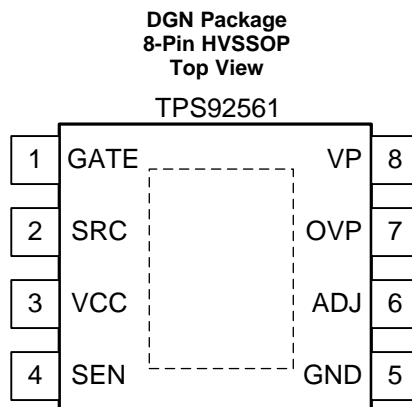 DGN Package
8-Pin HVSSOP
Top View
TPS92561
1 GATE VP 8
2 SRC OVP 7
3 VCC ADJ 6
4 SEN GND 5